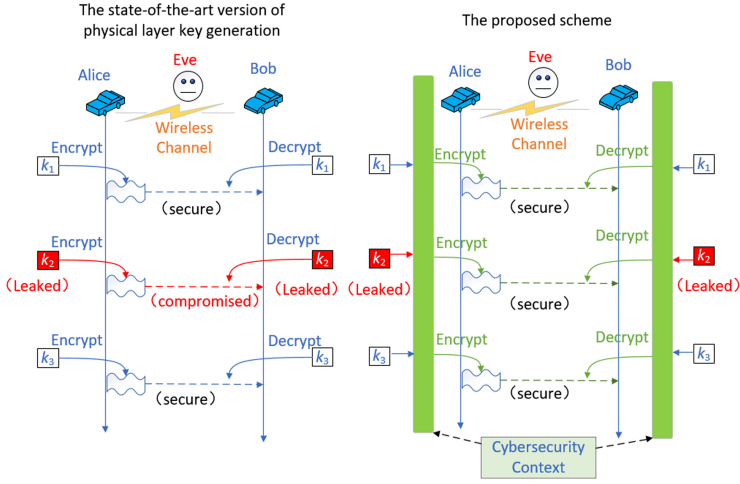 The state-of-the-art version of
physical layer key generation
Alice
Eve
Bob
Wireless
Channel
Encrypt
Decrypt
k1
k1
(secure)
Encrypt
Decrypt
k2
k2
(Leaked)
(compromised)
(Leaked)
Encrypt
Decrypt
k3
k3
(secure)
The proposed scheme
Alice
Eve
Bob
Wireless
Channel
k1
Encrypt
Decrypt
k1
(secure)
k2
Encrypt
Decrypt
k2
(Leaked)
(secure)
(Leaked)
k3
Encrypt
Decrypt
k3
(secure)
Cybersecurity
Context